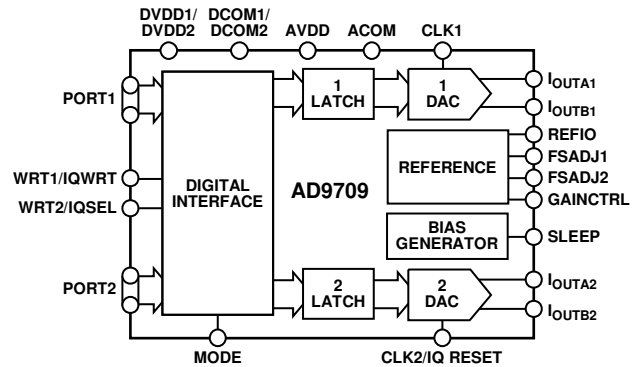 DVDD1/
DVDD2
DCOM1/
DCOM2
AVDD
ACOM
CLK1
PORT1
1
LATCH
1
DAC
IOUTA1
IOUTB1
REFIO
REFERENCE
FSADJ1
FSADJ2
GAINCTRL
WRT1/IQWRT
WRT2/IQSEL
DIGITAL
INTERFACE
AD9709
BIAS
GENERATOR
SLEEP
PORT2
2
LATCH
2
DAC
IOUTA2
IOUTB2
MODE
CLK2/IQ RESET